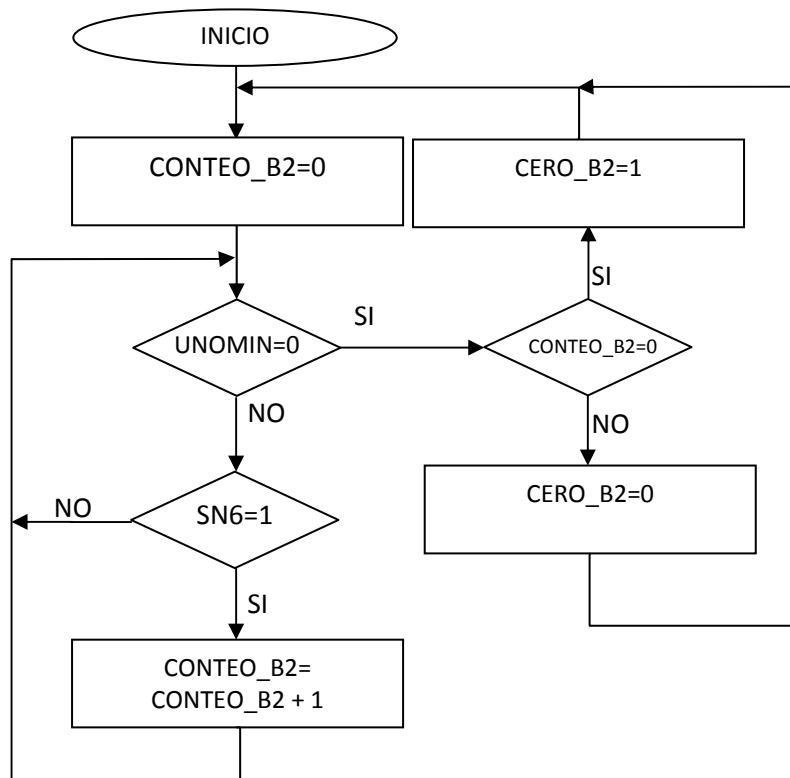 INICIO
CONTEO_B2=0
CERO_B2=1
SI
SI
UNOMIN=0
CONTEO_B2=0
NO
NO
CERO_B2=0
NO
SN6=1
SI
CONTEO_B2=
CONTEO_B2 + 1